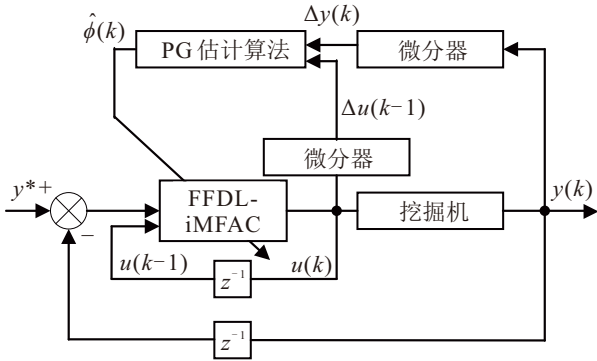 φ̂(k)
Δy(k)
PG 估计算法
微分器
Δu(k-1)
微分器
y*+
y(k)
FFDL-
iMFAC
挖掘机
−
u(k-1)
z⁻¹
u(k)
z⁻¹